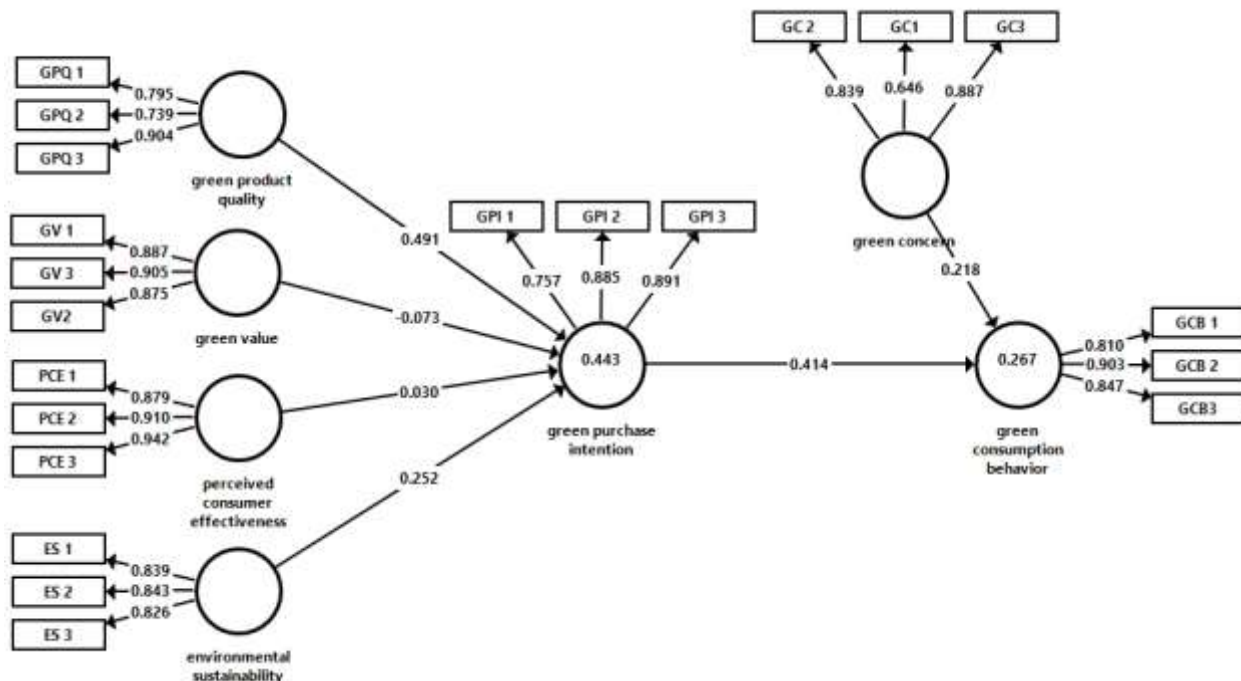 GC 2
GC1
GC3
0.839
0.646
0.887
green concern
0.218
GPQ 1
GPQ 2
GPQ 3
0.795
0.739
0.904
green product
quality
0.491
GV 1
GV 3
GV2
0.887
0.905
0.875
green value
-0.073
PCE 1
PCE 2
PCE 3
0.879
0.910
0.942
perceived
consumer
effectiveness
0.030
ES 1
ES 2
ES 3
0.839
0.843
0.826
environmental
sustainability
0.252
GPI 1
GPI 2
GPI 3
0.757
0.885
0.891
0.443
green purchase
intention
0.414
0.267
green
consumption
behavior
0.810
0.903
0.847
GCB 1
GCB 2
GCB3